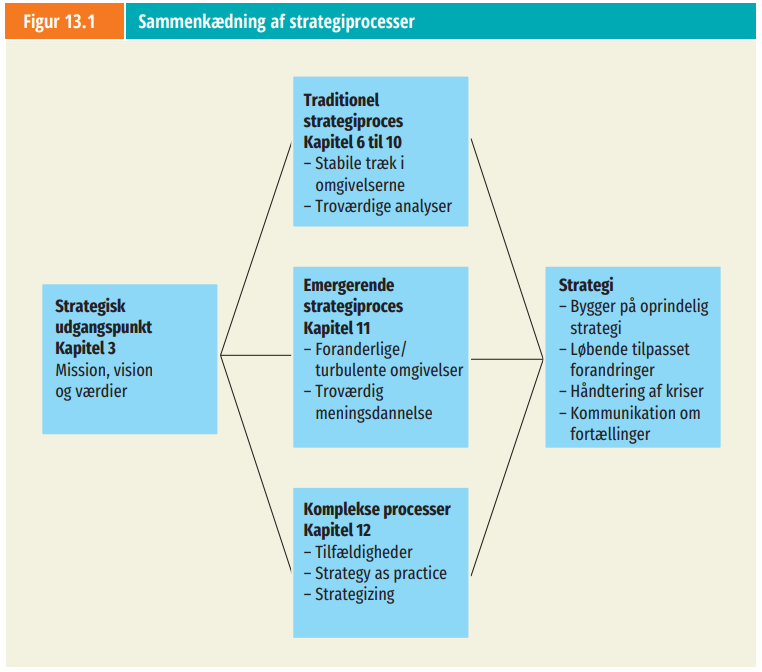 Figur 13.1
Sammenkædning af strategiprocesser
Traditionel
strategiproces
Kapitel 6 til 10
– Stabile træk i
omgivelserne
– Troværdige analyser
Strategisk
udgangspunkt
Kapitel 3
Mission, vision
og værdier
Emergerende
strategiproces
Kapitel 11
– Foranderlige/
turbulente omgivelser
– Troværdig
meningsdannelse
Komplekse processer
Kapitel 12
– Tilfældigheder
– Strategy as practice
– Strategizing
Strategi
– Bygger på oprindelig
strategi
– Løbende tilpasset
forandringer
– Håndtering af kriser
– Kommunikation om
fortællinger